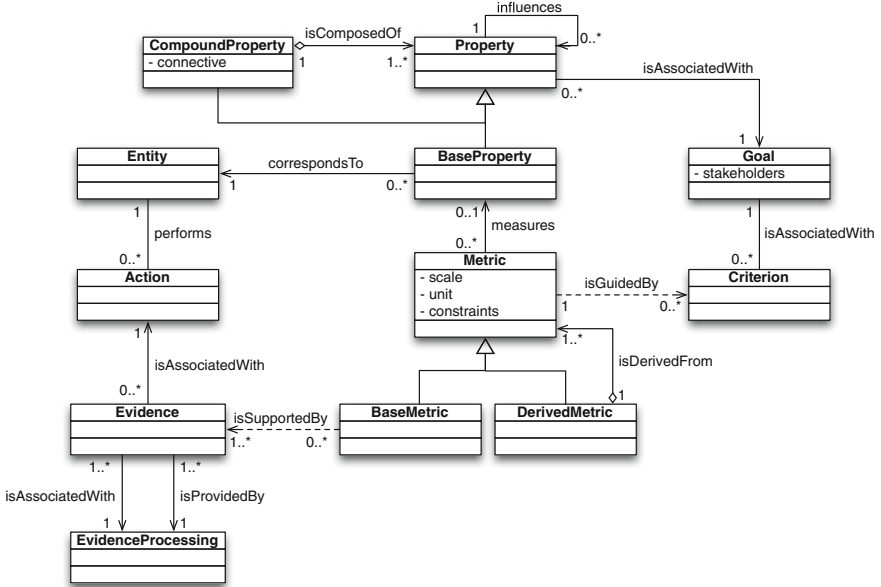 influences
isComposedOf
1
CompoundProperty
Property
0..*
- connective
1
1..*
isAssociatedWith
0..*
1
Entity
correspondsTo
BaseProperty
Goal
- stakeholders
1
0..*
1
0..1
1
performs
measures
isAssociatedWith
0..*
0..*
0..*
Action
Metric
Criterion
- scale
isGuidedBy
- unit
1
0..*
- constraints
1
1..*
isAssociatedWith
isDerivedFrom
0..*
1
Evidence
isSupportedBy
BaseMetric
DerivedMetric
1..*
0..*
1..*
1..*
isAssociatedWith
isProvidedBy
1
1
EvidenceProcessing